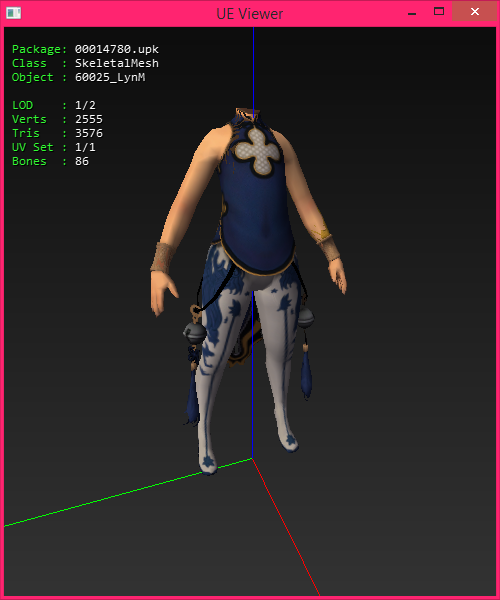 UE Viewer
Package: 00014780.upk
Class  : SkeletalMesh
Object : 60025_LynM
LOD    : 1/2
Verts  : 2555
Tris   : 3576
UV Set : 1/1
Bones  : 86